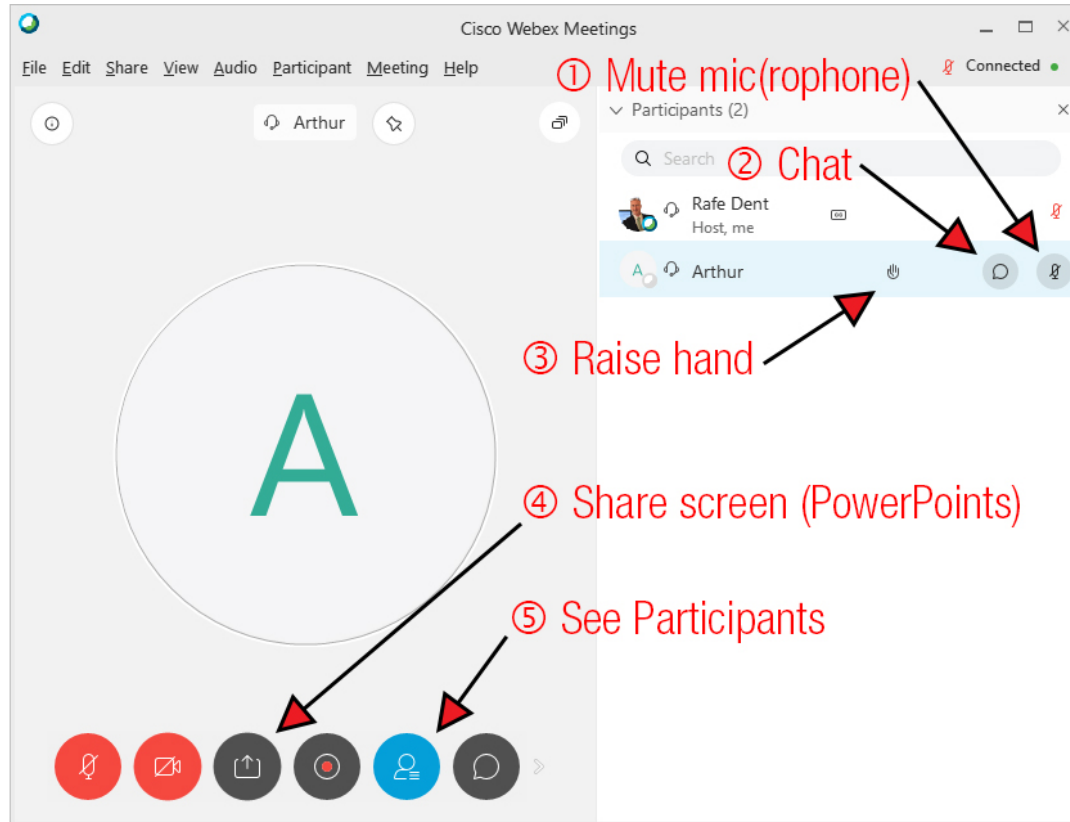 Cisco Webex Meetings
File Edit Share View Audio Participant Meeting Help
① Mute mic(rophone)
Connected
Arthur
Participants (2)
Search
② Chat
Rafe Dent
Host, me
A Arthur
③ Raise hand
A
④ Share screen (PowerPoints)
⑤ See Participants